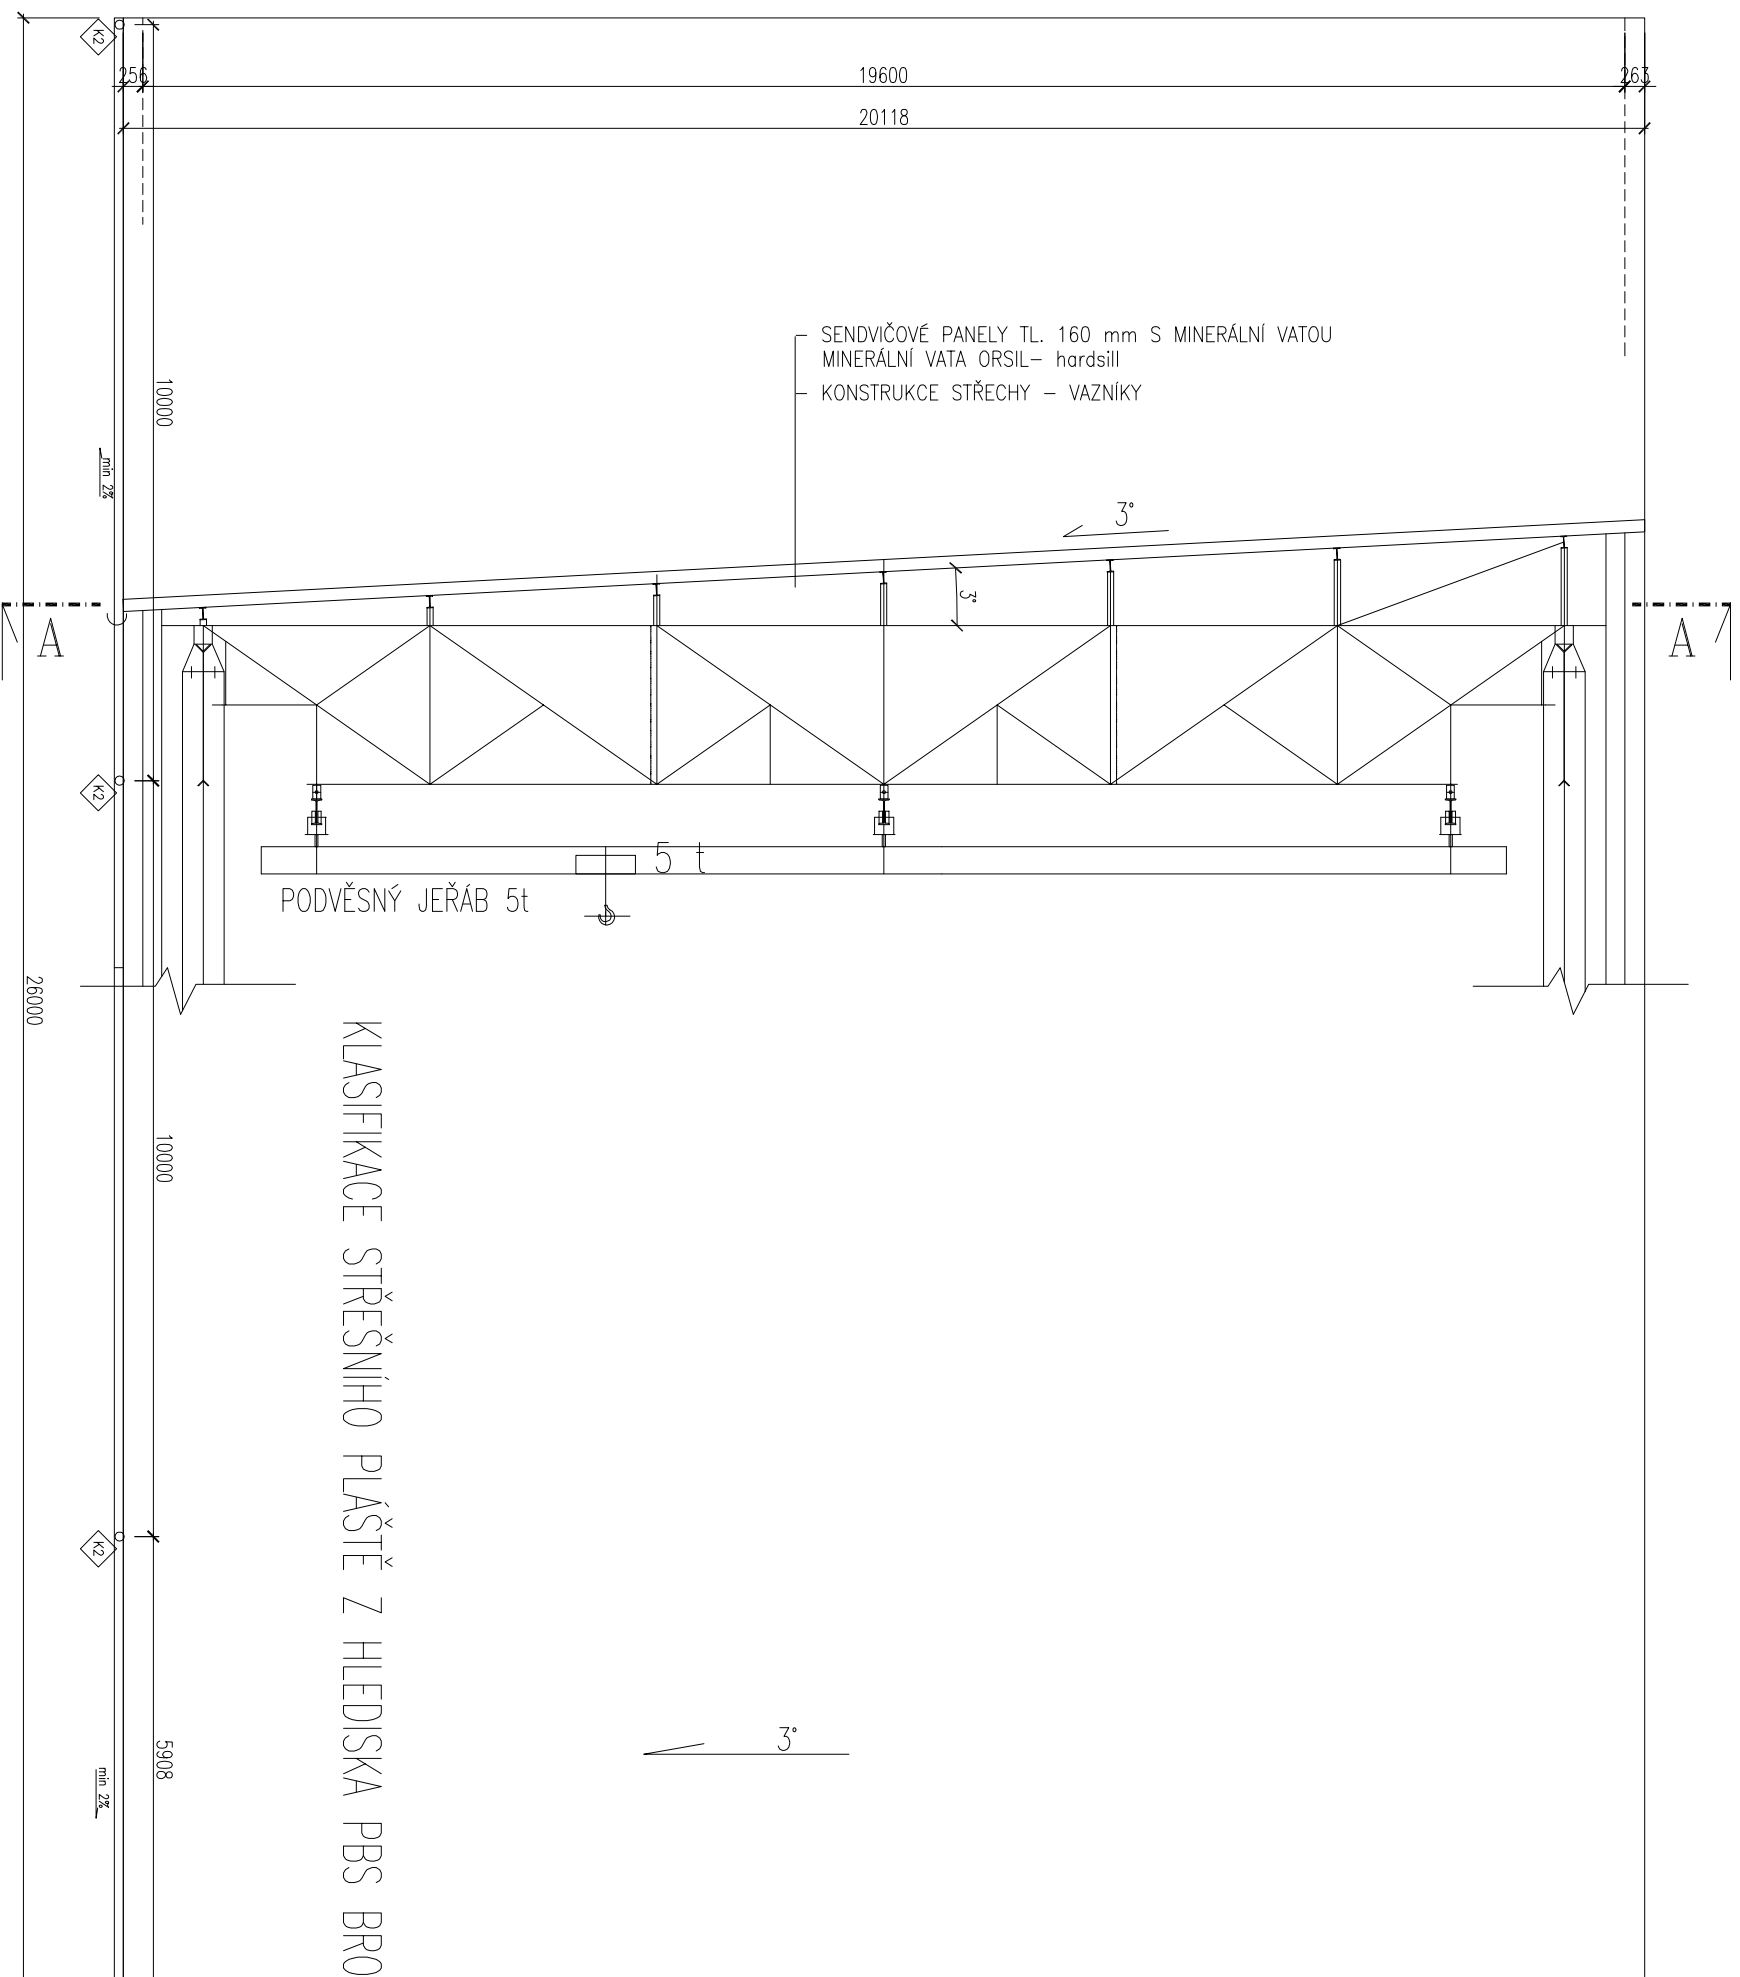 K2
256
19600
263
20118
SENDVIČOVÉ PANELY TL. 160 mm S MINERÁLNÍ VATOU
MINERÁLNÍ VATA ORSIL- hardsill
KONSTRUKCE STŘECHY - VAZNÍKY
10000
min 2%
3°
3°
A
A
K2
5 t
PODVĚSNÝ JEŘÁB 5t
26000
10000
KLASIFIKACE STŘEŠNÍHO PLÁŠTĚ Z HLEDISKA PBS BRO
K2
3°
5908
min 2%